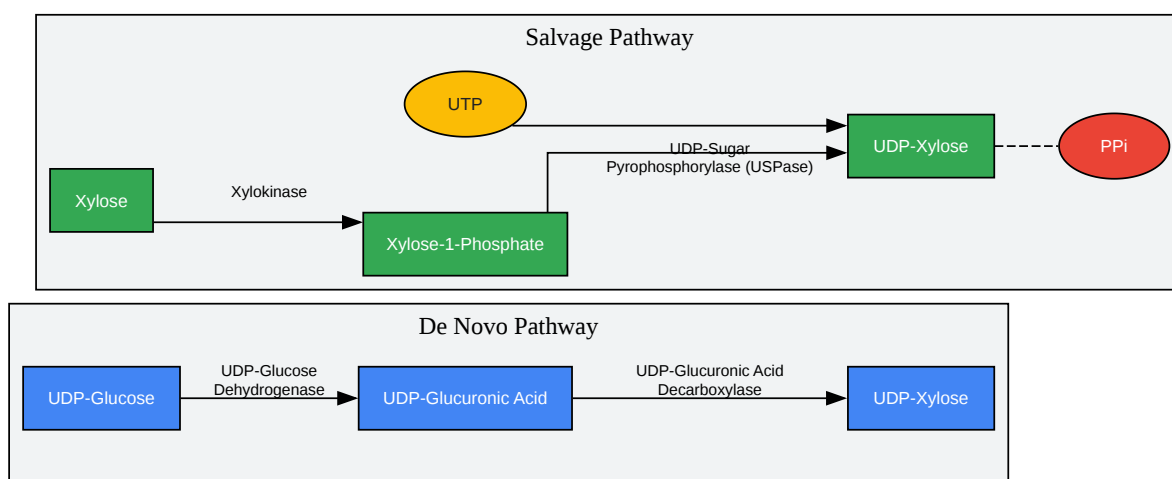 Salvage Pathway
UTP
UDP-Sugar
Pyrophosphorylase (USPase)
UDP-Xylose
PPi
Xylose
Xylokinase
Xylose-1-Phosphate
De Novo Pathway
UDP-Glucose
UDP-Glucose
Dehydrogenase
UDP-Glucuronic Acid
UDP-Glucuronic Acid
Decarboxylase
UDP-Xylose